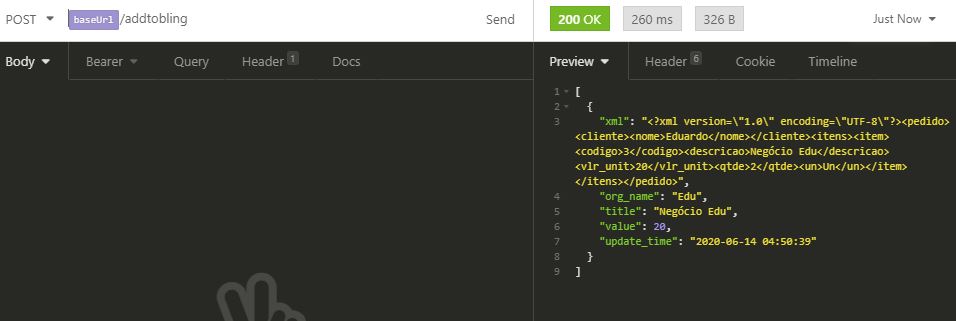 POST baseUrl /addtobling Send 200 OK 260 ms 326 B Just Now
Body Bearer Query Header 1 Docs Preview Header 6 Cookie Timeline
1 [
2 {
3 "xml": "<?xml version=\"1.0\" encoding=\"UTF-8\"?><pedido>
<cliente><nome>Eduardo</nome></cliente><itens><item>
<codigo>3</codigo><descricao>Negócio Edu</descricao>
<vlr_unit>20</vlr_unit><qtde>2</qtde><un>Un</un></item>
</itens></pedido>",
4 "org_name": "Edu",
5 "title": "Negócio Edu",
6 "value": 20,
7 "update_time": "2020-06-14 04:50:39"
8 }
9 ]